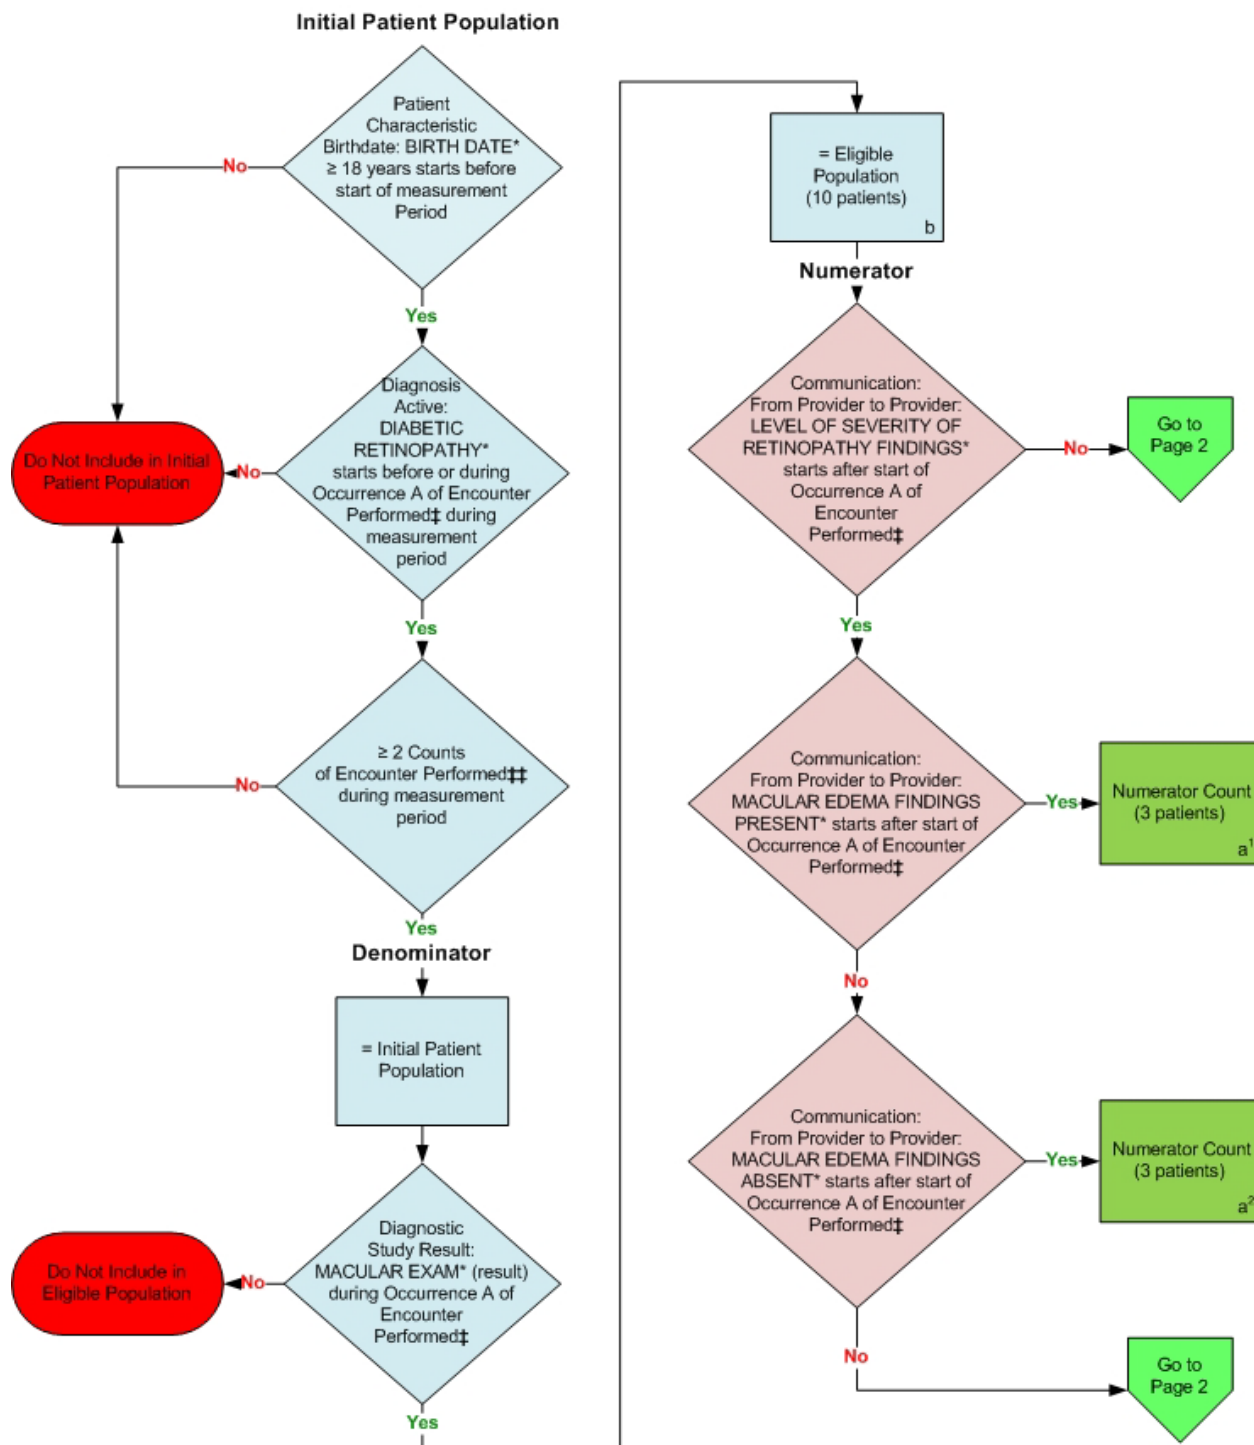 Initial Patient Population
Patient
Characteristic
Birthdate: BIRTH DATE*
≥ 18 years starts before
start of measurement
Period
No
Yes
Diagnosis
Active:
DIABETIC
RETINOPATHY*
starts before or during
Occurrence A of Encounter
Performed‡ during
measurement
period
No
Do Not Include in Initial
Patient Population
Yes
≥ 2 Counts
of Encounter Performed‡‡
during measurement
period
No
Yes
Denominator
= Initial Patient
Population
Diagnostic
Study Result:
MACULAR EXAM* (result)
during Occurrence A of
Encounter
Performed‡
No
Do Not Include in
Eligible Population
Yes
= Eligible
Population
(10 patients)
b
Numerator
Communication:
From Provider to Provider:
LEVEL OF SEVERITY OF
RETINOPATHY FINDINGS*
starts after start of
Occurrence A of
Encounter
Performed‡
No
Go to
Page 2
Yes
Communication:
From Provider to Provider:
MACULAR EDEMA FINDINGS
PRESENT* starts after start of
Occurrence A of Encounter
Performed‡
Yes
Numerator Count
(3 patients)
a¹
No
Communication:
From Provider to Provider:
MACULAR EDEMA FINDINGS
ABSENT* starts after start of
Occurrence A of Encounter
Performed‡
Yes
Numerator Count
(3 patients)
a²
No
Go to
Page 2